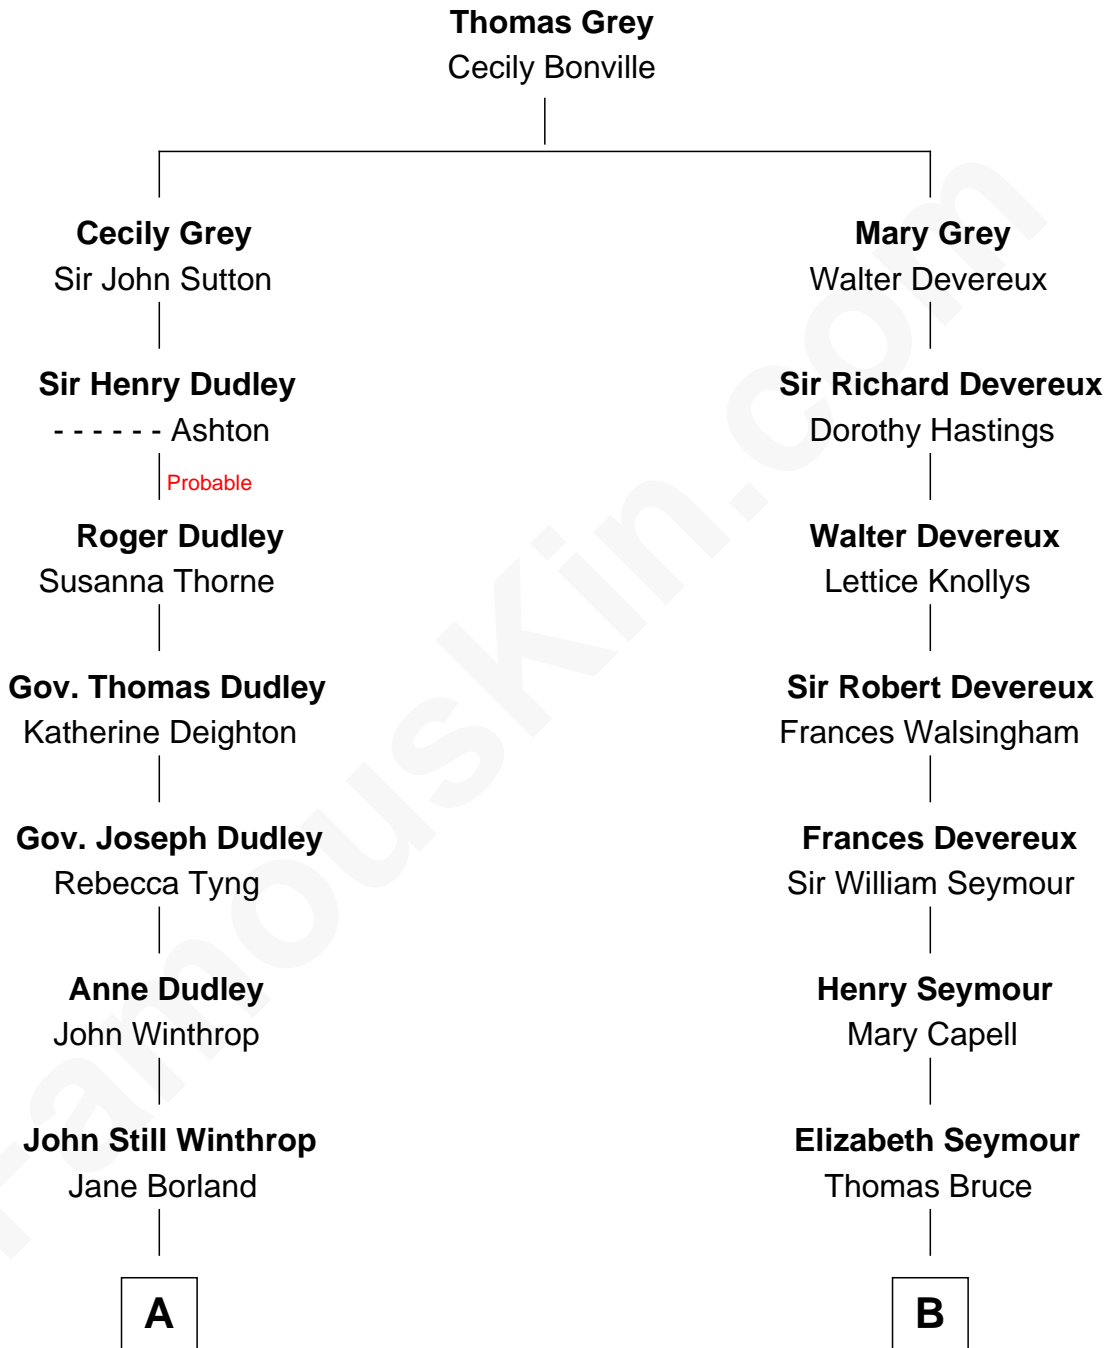 Thomas Grey
Cecily Bonville
Cecily Grey
Sir John Sutton
Mary Grey
Walter Devereux
Sir Henry Dudley
- - - - - - Ashton
Sir Richard Devereux
Dorothy Hastings
Probable
Roger Dudley
Susanna Thorne
Walter Devereux
Lettice Knollys
Gov. Thomas Dudley
Katherine Deighton
Sir Robert Devereux
Frances Walsingham
Gov. Joseph Dudley
Rebecca Tyng
Frances Devereux
Sir William Seymour
Anne Dudley
John Winthrop
Henry Seymour
Mary Capell
John Still Winthrop
Jane Borland
Elizabeth Seymour
Thomas Bruce
A
B
FamousKin.com